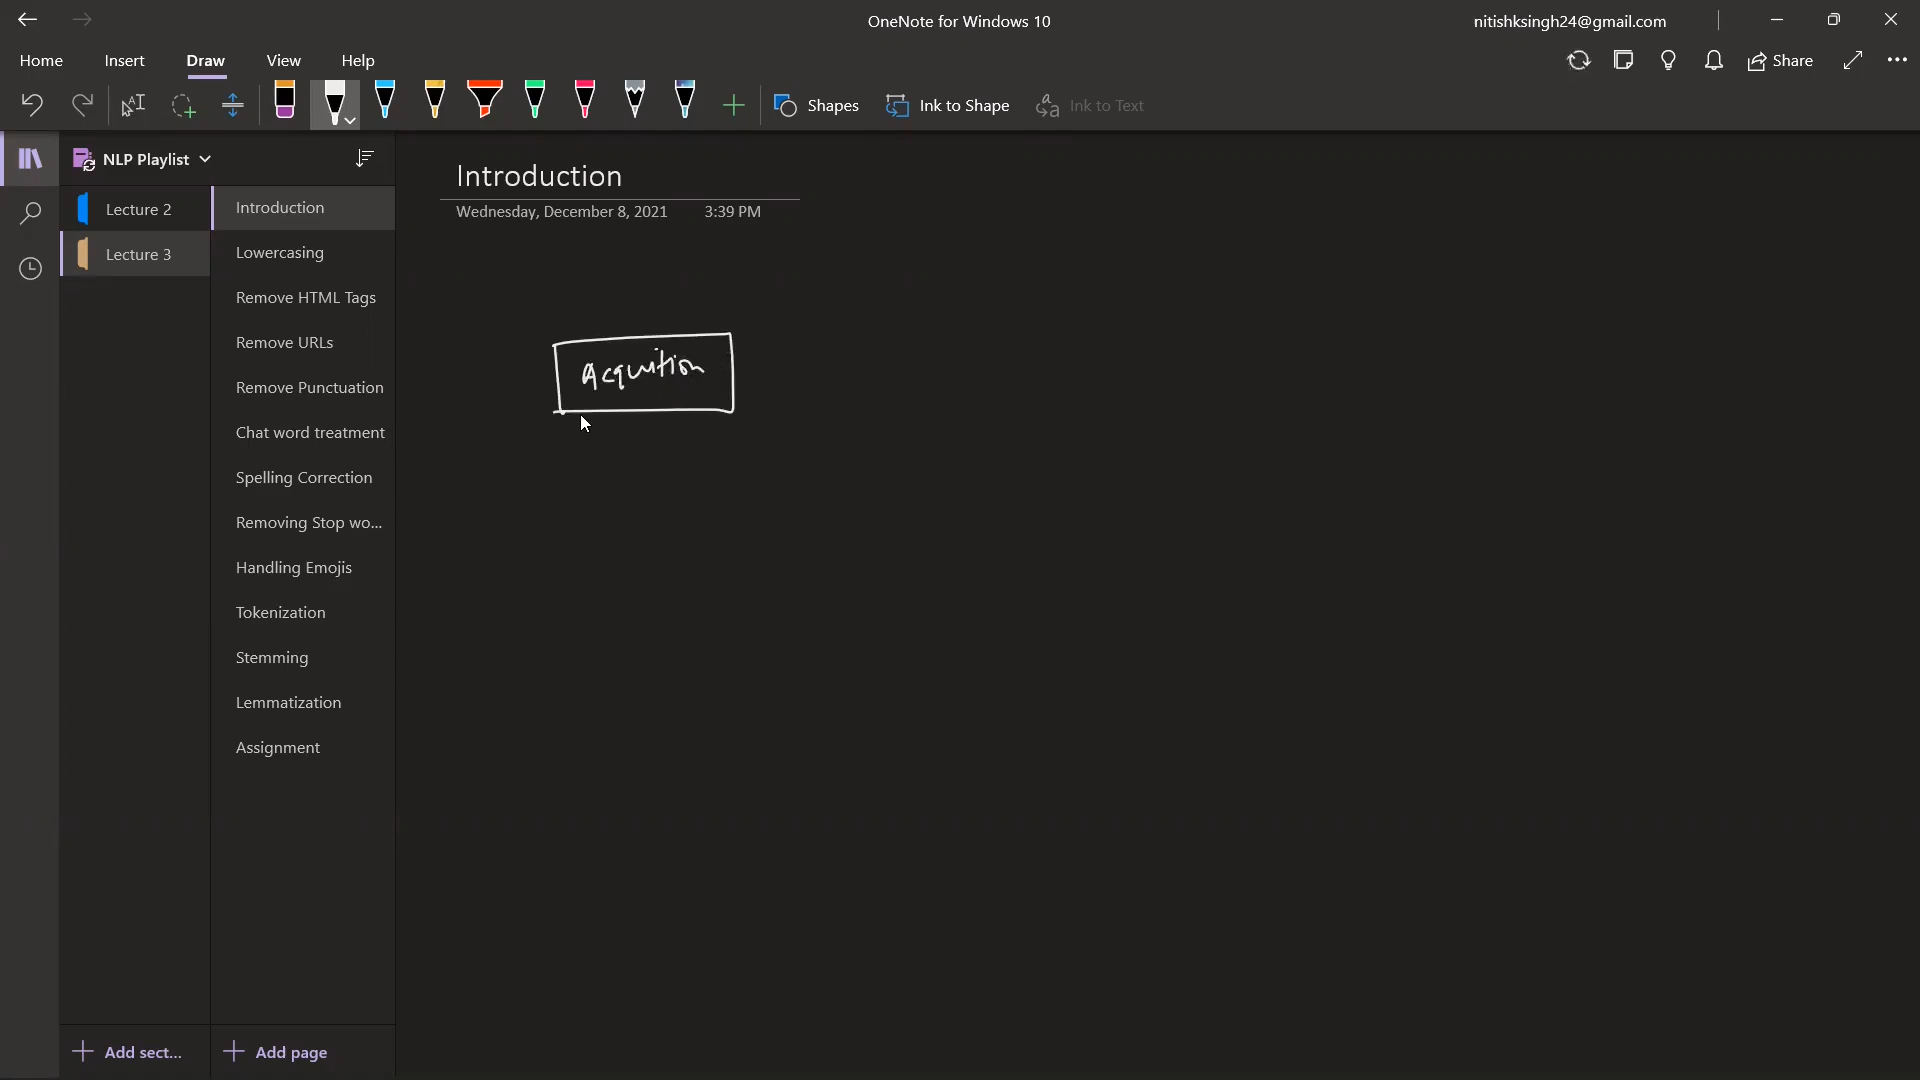 OneNote for Windows 10
nitishksingh24@gmail.com
Home Insert Draw View Help
Share
Shapes Ink to Shape Ink to Text
NLP Playlist
Lecture 2
Lecture 3
Introduction
Lowercasing
Remove HTML Tags
Remove URLs
Remove Punctuation
Chat word treatment
Spelling Correction
Removing Stop wo...
Handling Emojis
Tokenization
Stemming
Lemmatization
Assignment
Add sect...
Add page
Introduction
Wednesday, December 8, 2021 3:39 PM
Acquition